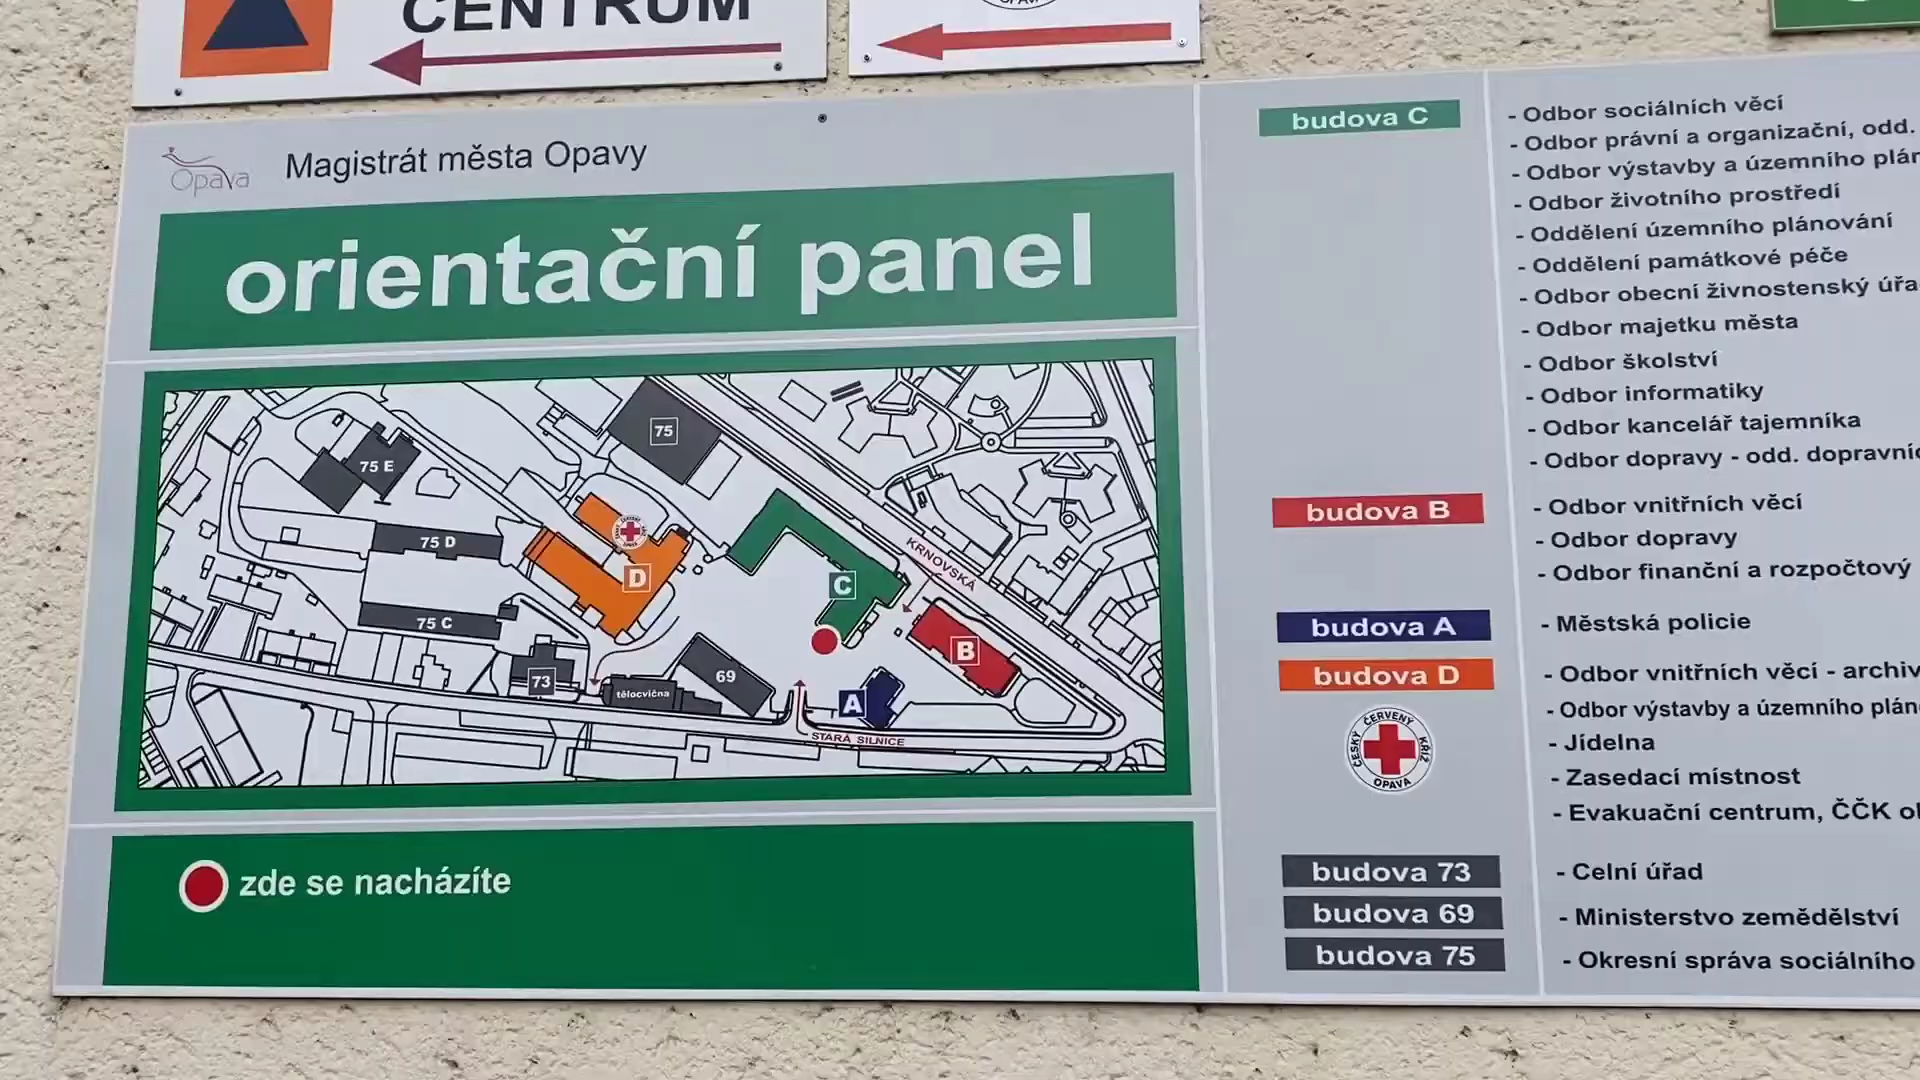 CENTRUM
Opava
Magistrát města Opavy
orientační panel
75
75 E
75 D
D
C
KRNOVSKÁ
75 C
B
73
tělocvična
69
A
STARÁ SILNICE
zde se nacházíte
budova C
- Odbor sociálních věcí
- Odbor právní a organizační, odd.
- Odbor výstavby a územního
- Odbor životního prostředí
- Oddělení územního plánování
- Oddělení památkové péče
- Odbor obecní živnostenský
- Odbor majetku města
- Odbor školství
- Odbor informatiky
- Odbor kancelář tajemníka
- Odbor dopravy - odd.
budova B
- Odbor vnitřních věcí
- Odbor dopravy
- Odbor finanční a rozpočtový
budova A
- Městská policie
budova D
- Odbor vnitřních věcí - archiv
- Odbor výstavby a územního
ČESKÝ ČERVENÝ KŘÍŽ
OPAVA
- Jídelna
- Zasedací místnost
- Evakuační centrum, ČČK
budova 73
- Celní úřad
budova 69
- Ministerstvo zemědělství
budova 75
- Okresní správa sociálního